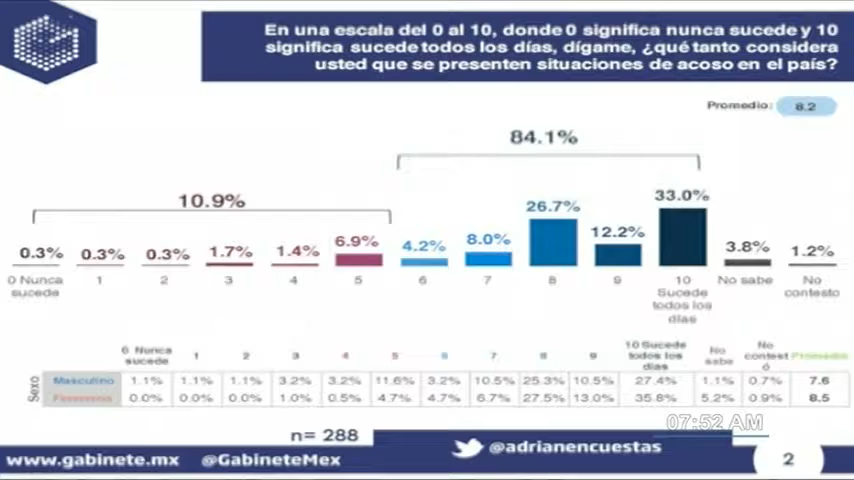 En una escala del 0 al 10, donde 0 significa nunca sucede y 10
significa sucede todos los días, dígame, ¿qué tanto considera
usted que se presenten situaciones de acoso en el país?
Promedio: 8.2
84.1%
10.9%
0.3% 0.3% 0.3% 1.7% 1.4% 6.9% 4.2% 8.0% 26.7% 12.2% 33.0% 3.8% 1.2%
0 Nunca 1 2 3 4 5 6 7 8 9 10 No sabe No
sucede Sucede contesto
todos los
días
0 Nunca 10 Sucede No No
sucede 1 2 3 4 5 6 7 8 9 todos los sabe contest Promedio
días ó
Sexo
Masculino 1.1% 1.1% 1.1% 3.2% 3.2% 11.6% 3.2% 10.5% 25.3% 10.5% 27.4% 1.1% 0.7% 7.6
Femenino 0.0% 0.0% 0.0% 1.0% 0.5% 4.7% 4.7% 6.7% 27.5% 13.0% 35.8% 5.2% 0.9% 8.5
07:52 AM
n= 288
www.gabinete.mx @GabineteMex @adrianencuestas 2